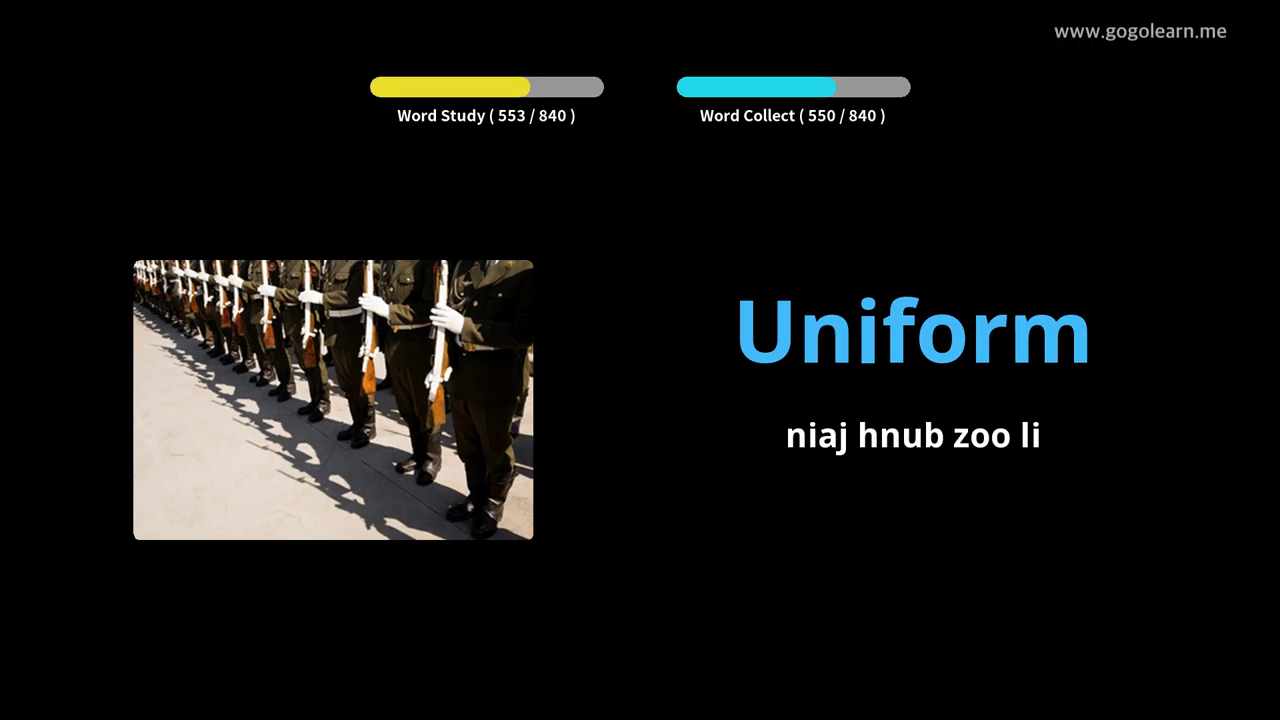 www.gogolearn.me
Word Study ( 553 / 840 )
Word Collect ( 550 / 840 )
Uniform
niaj hnub zoo li